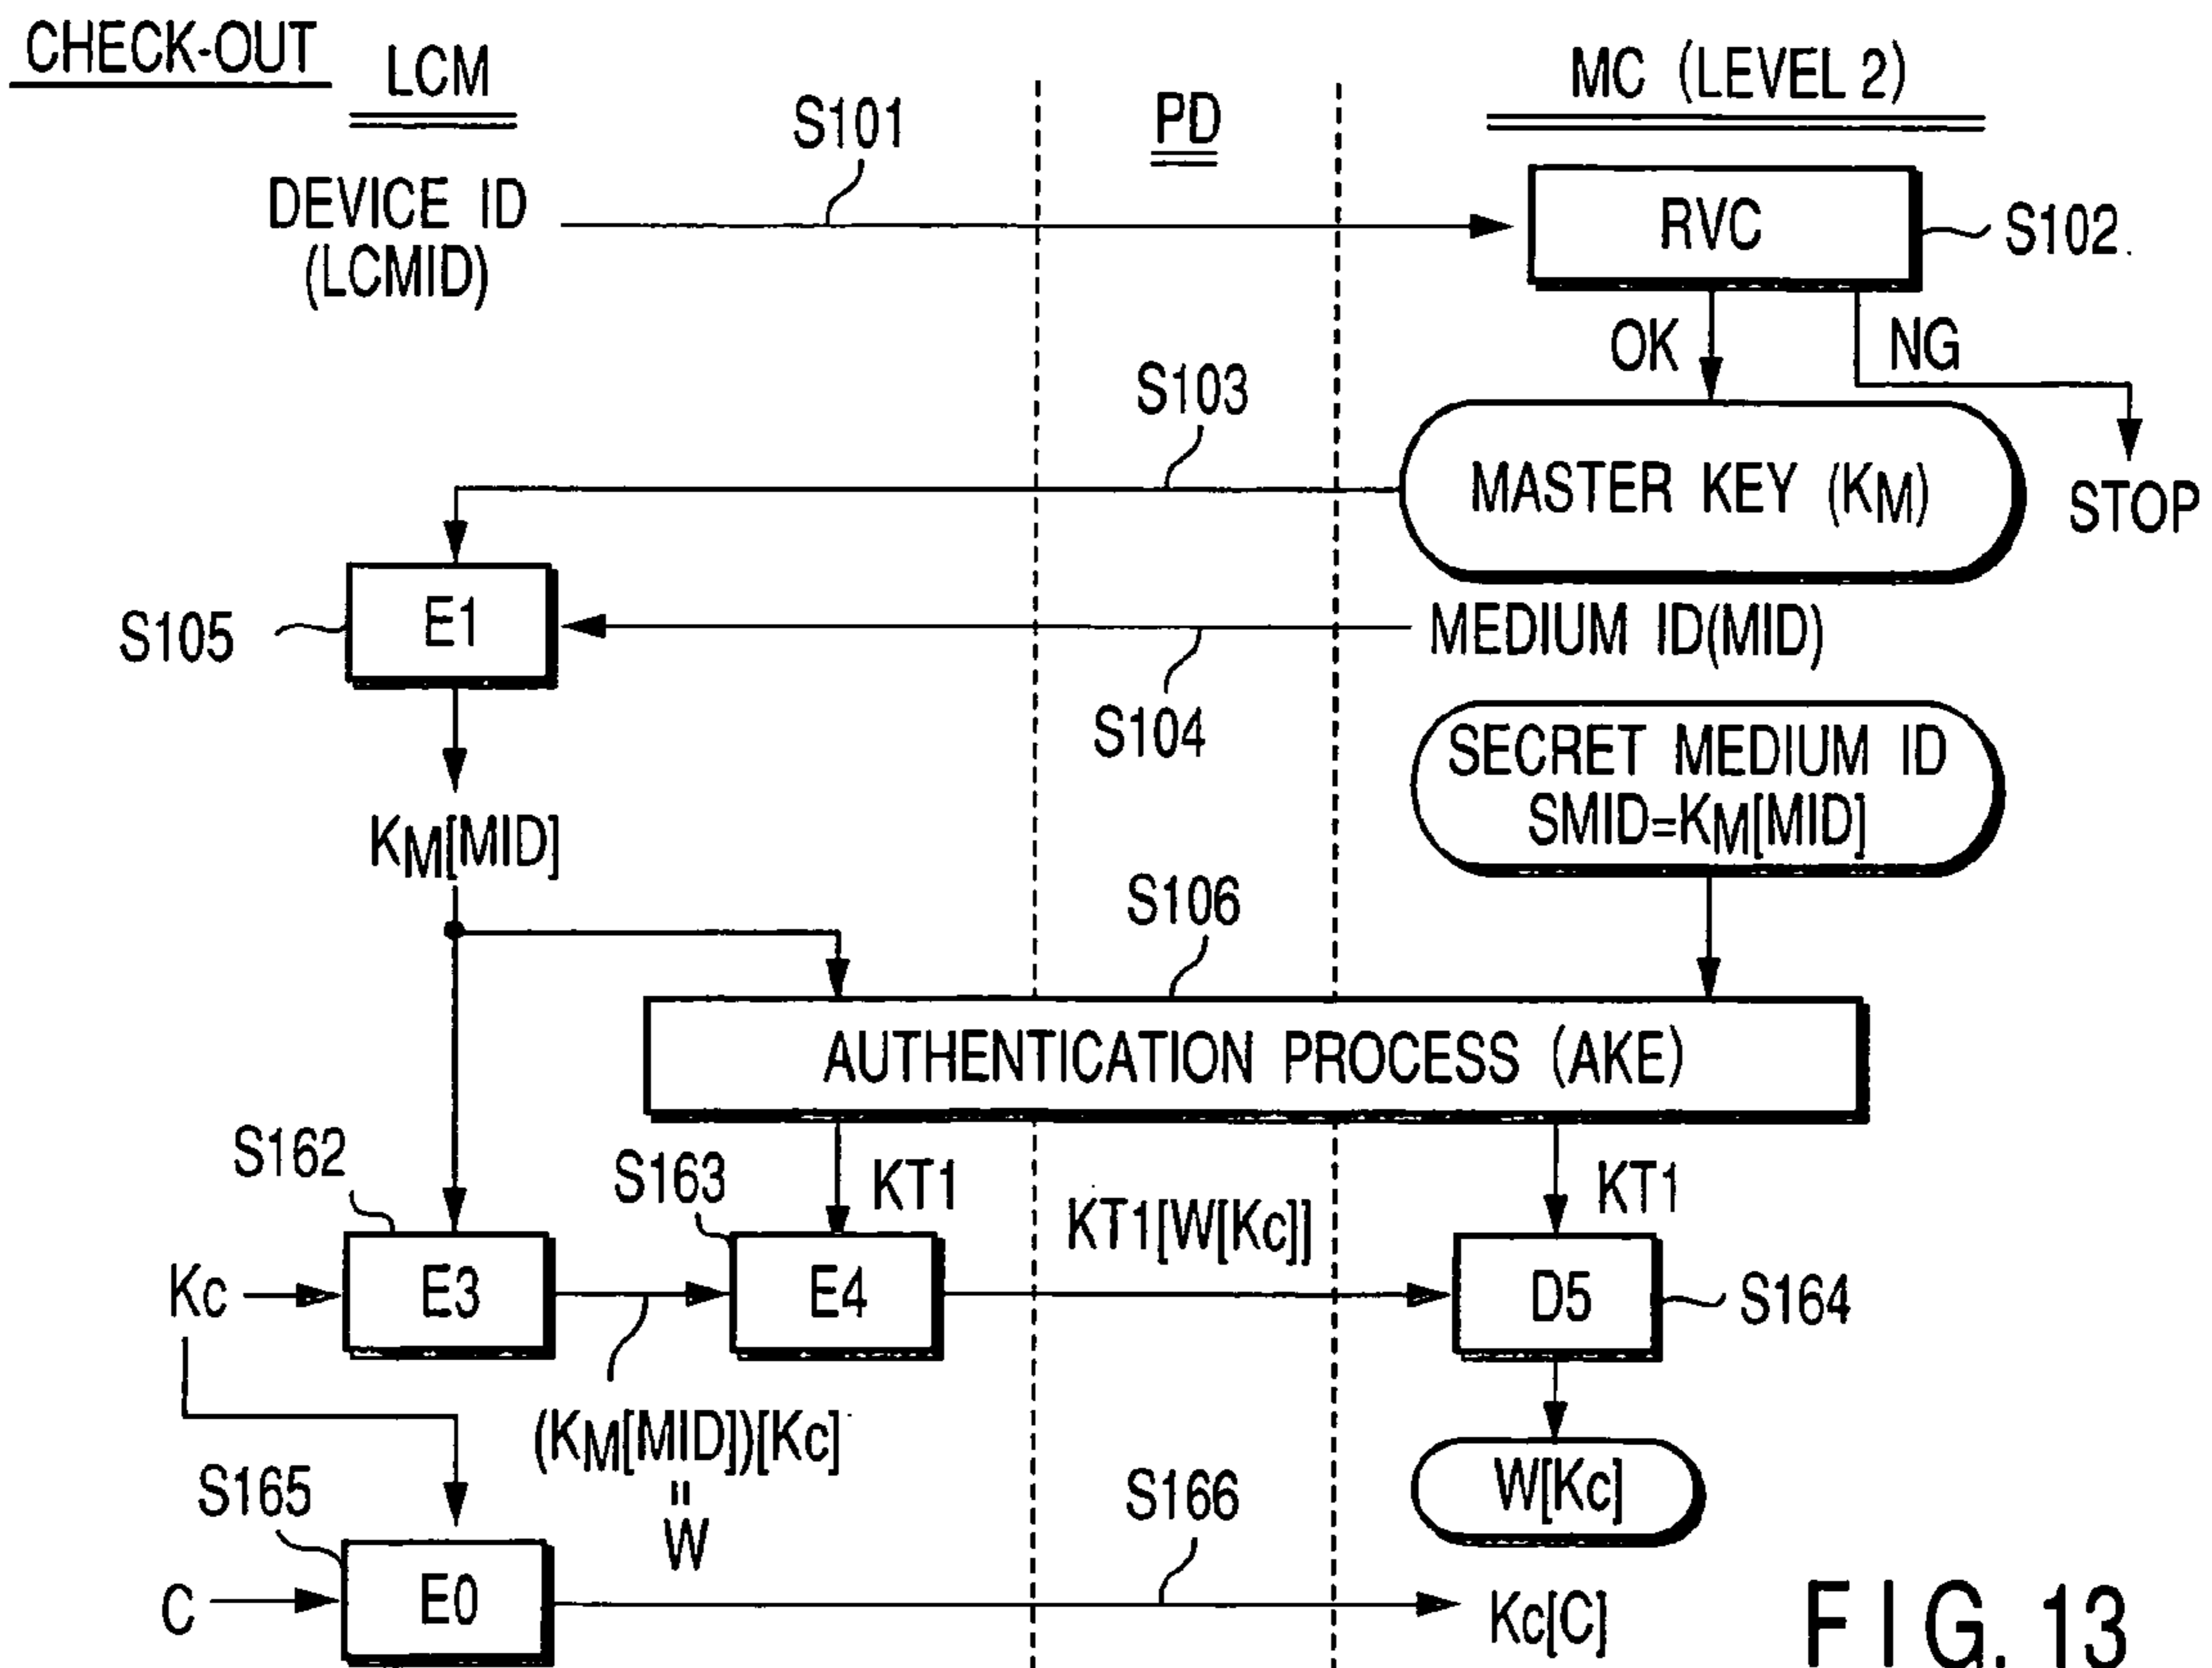 CHECK-OUT
LCM
PD
MC (LEVEL 2)
S101
DEVICE ID
(LCMID)
RVC
S102
OK
NG
S103
MASTER KEY (KM)
STOP
E1
S105
MEDIUM ID(MID)
S104
SECRET MEDIUM ID
SMID=KM[MID]
KM[MID]
S106
AUTHENTICATION PROCESS (AKE)
S162
S163
KT1
KT1[W[Kc]]
KT1
Kc
E3
E4
D5
S164
(KM[MID])[Kc]
=
W
S165
S166
W[Kc]
C
E0
Kc[C]
FIG. 13